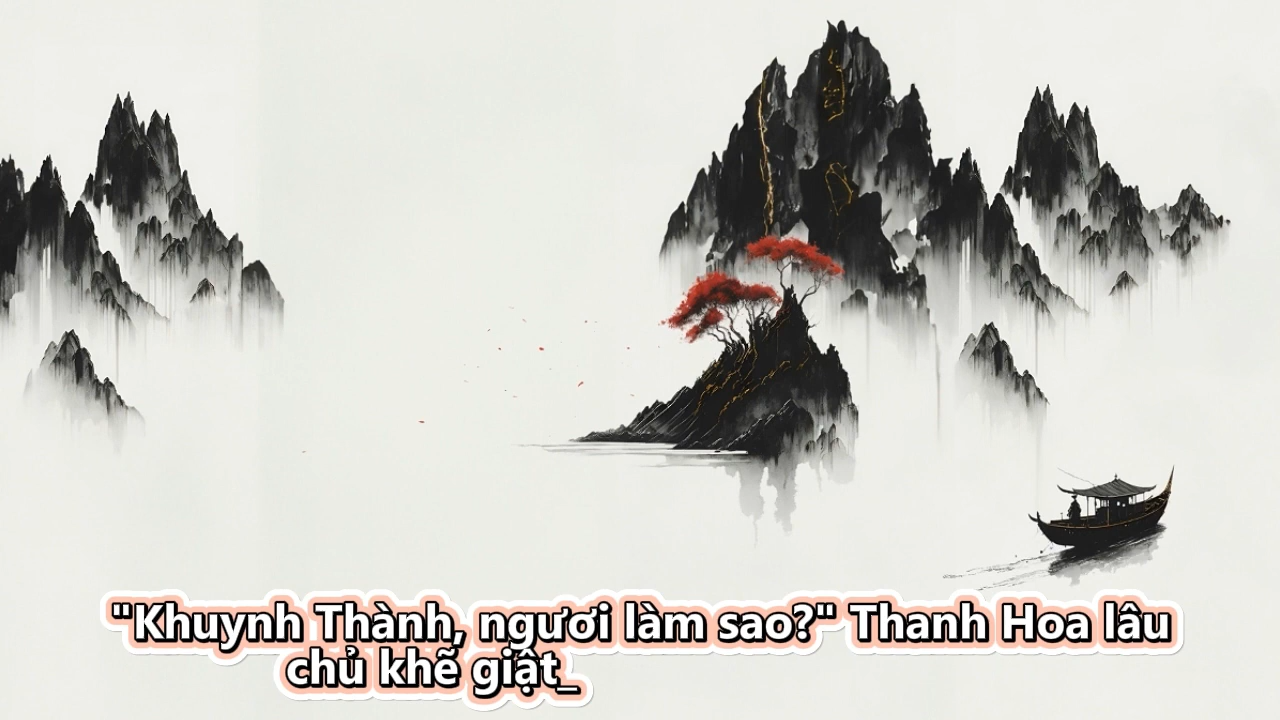 "Khuynh Thành, ngươi làm sao?" Thanh Hoa lâu
chủ khẽ giật_